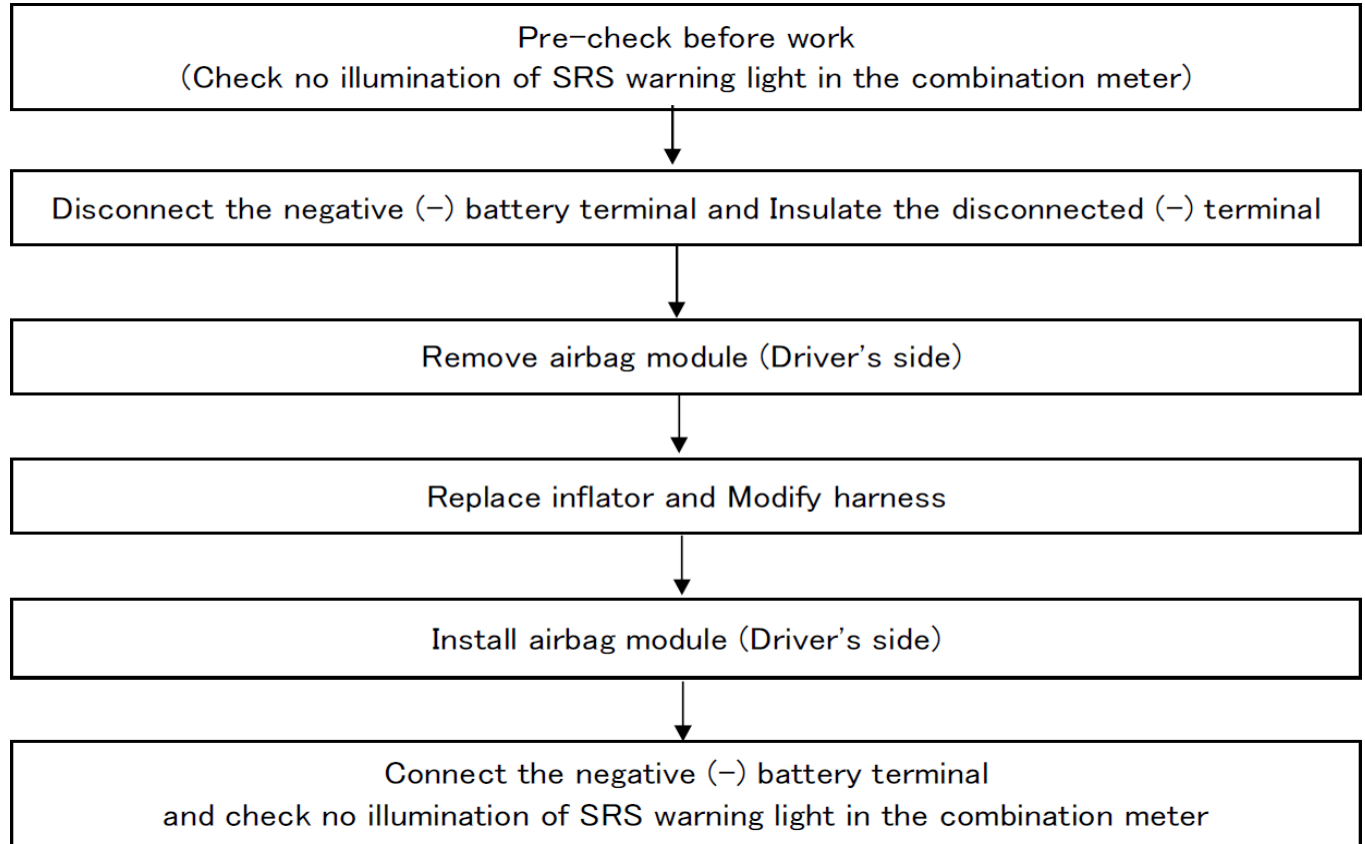 Pre-check before work
(Check no illumination of SRS warning light in the combination meter)
Disconnect the negative (-) battery terminal and Insulate the disconnected (-) terminal
Remove airbag module (Driver's side)
Replace inflator and Modify harness
Install airbag module (Driver's side)
Connect the negative (-) battery terminal
and check no illumination of SRS warning light in the combination meter